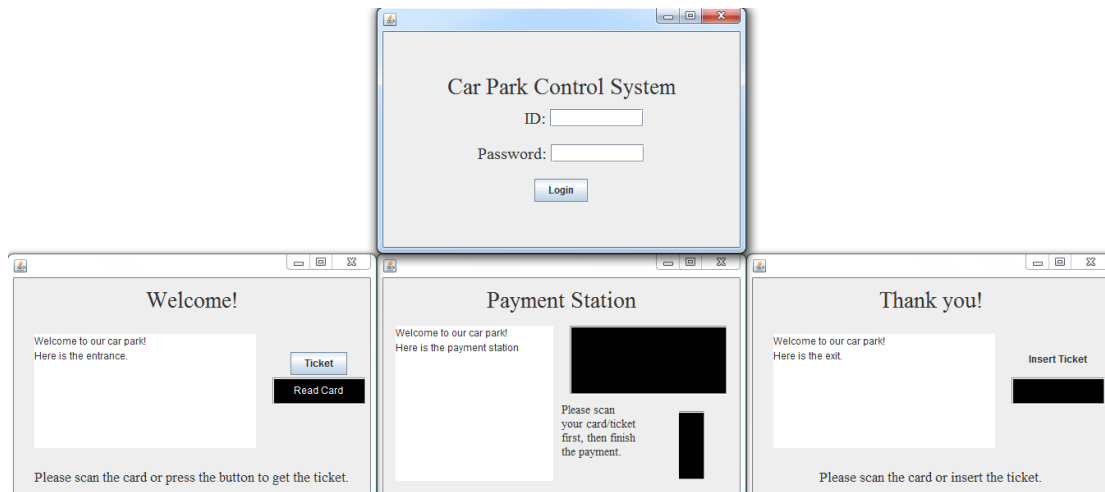 Car Park Control System
ID:
Password:
Login
Welcome!
Welcome to our car park!
Here is the entrance.
Ticket
Read Card
Please scan the card or press the button to get the ticket.
Payment Station
Welcome to our car park!
Here is the payment station
Please scan
your card/ticket
first, then finish
the payment.
Thank you!
Welcome to our car park!
Here is the exit.
Insert Ticket
Please scan the card or insert the ticket.